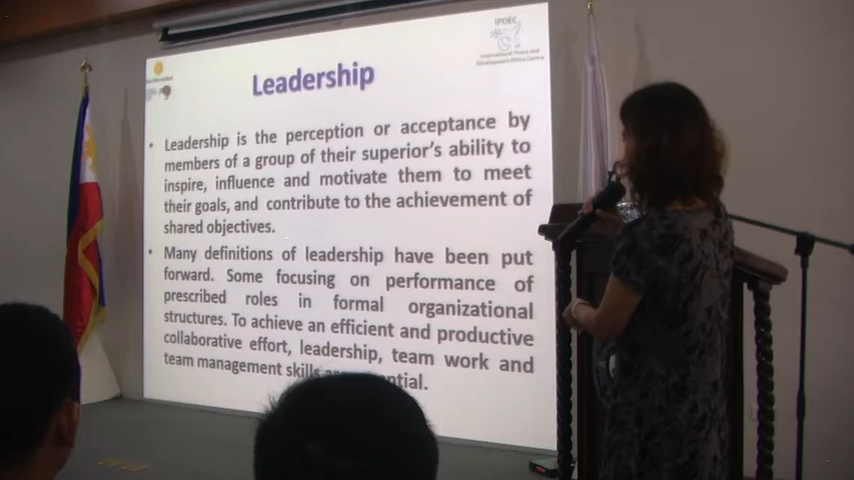 IPDEC
International Peace and
Development Ethics Centre
Leadership
• Leadership is the perception or acceptance by
members of a group of their superior's ability to
inspire, influence and motivate them to meet
their goals, and contribute to the achievement of
shared objectives.
• Many definitions of leadership have been put
forward. Some focusing on performance of
prescribed roles in formal organizational
structures. To achieve an efficient and productive
collaborative effort, leadership, team work and
team management skills